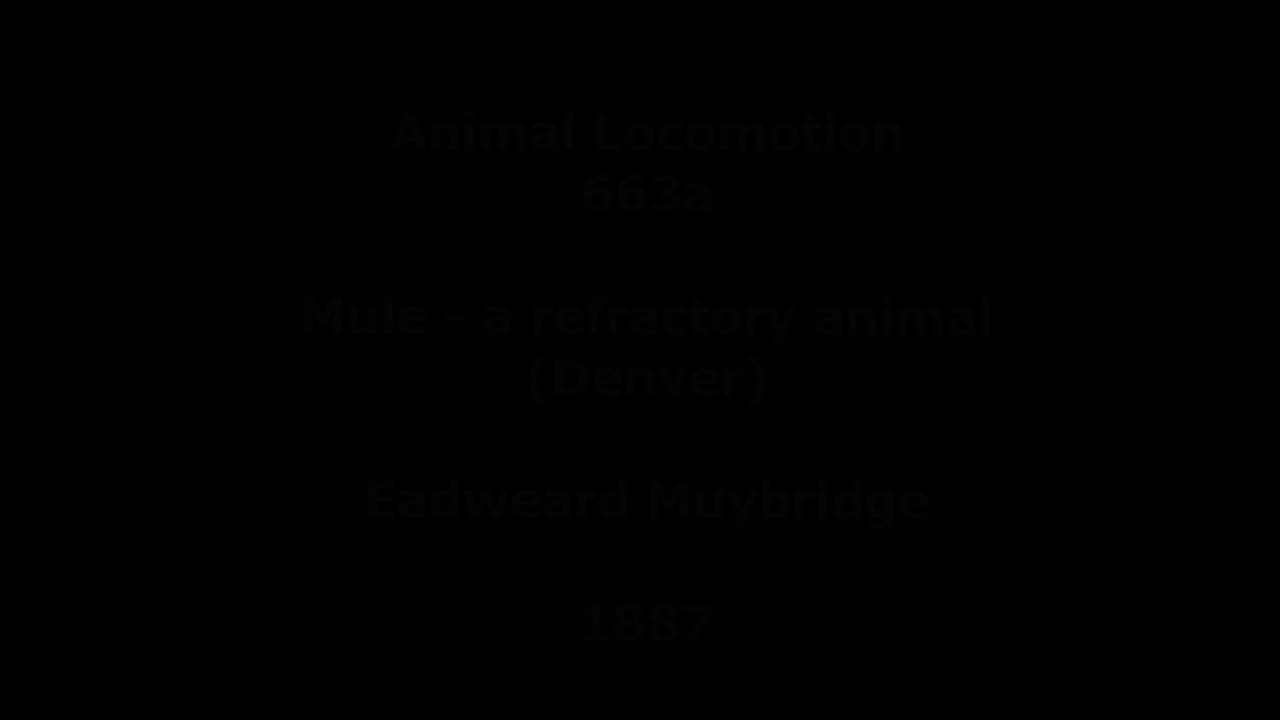 Animal Locomotion
663a
Mule - a refractory animal
(Denver)
Eadweard Muybridge
1887